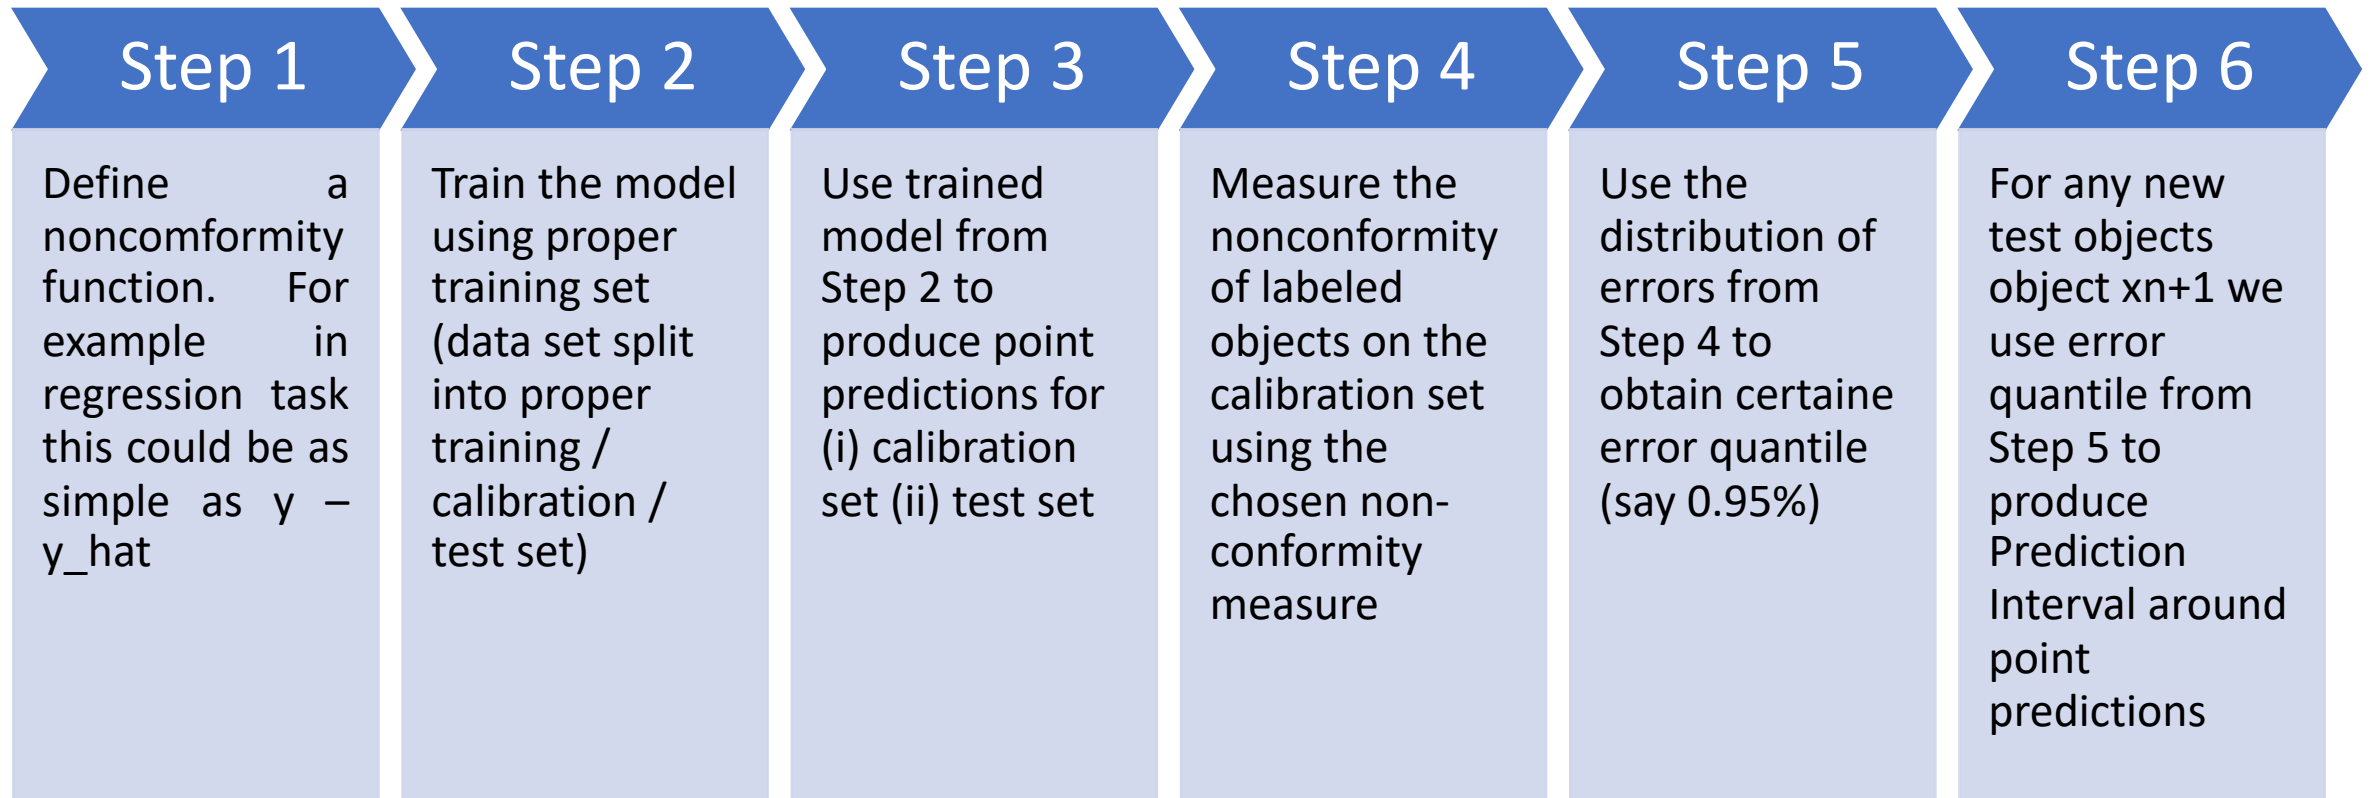 Step 1
Define a
noncomformity
function. For
example in
regression task
this could be as
simple as y –
y_hat
Step 2
Train the model
using proper
training set
(data set split
into proper
training /
calibration /
test set)
Step 3
Use trained
model from
Step 2 to
produce point
predictions for
(i) calibration
set (ii) test set
Step 4
Measure the
nonconformity
of labeled
objects on the
calibration set
using the
chosen non-
conformity
measure
Step 5
Use the
distribution of
errors from
Step 4 to
obtain certaine
error quantile
(say 0.95%)
Step 6
For any new
test objects
object xn+1 we
use error
quantile from
Step 5 to
produce
Prediction
Interval around
point
predictions